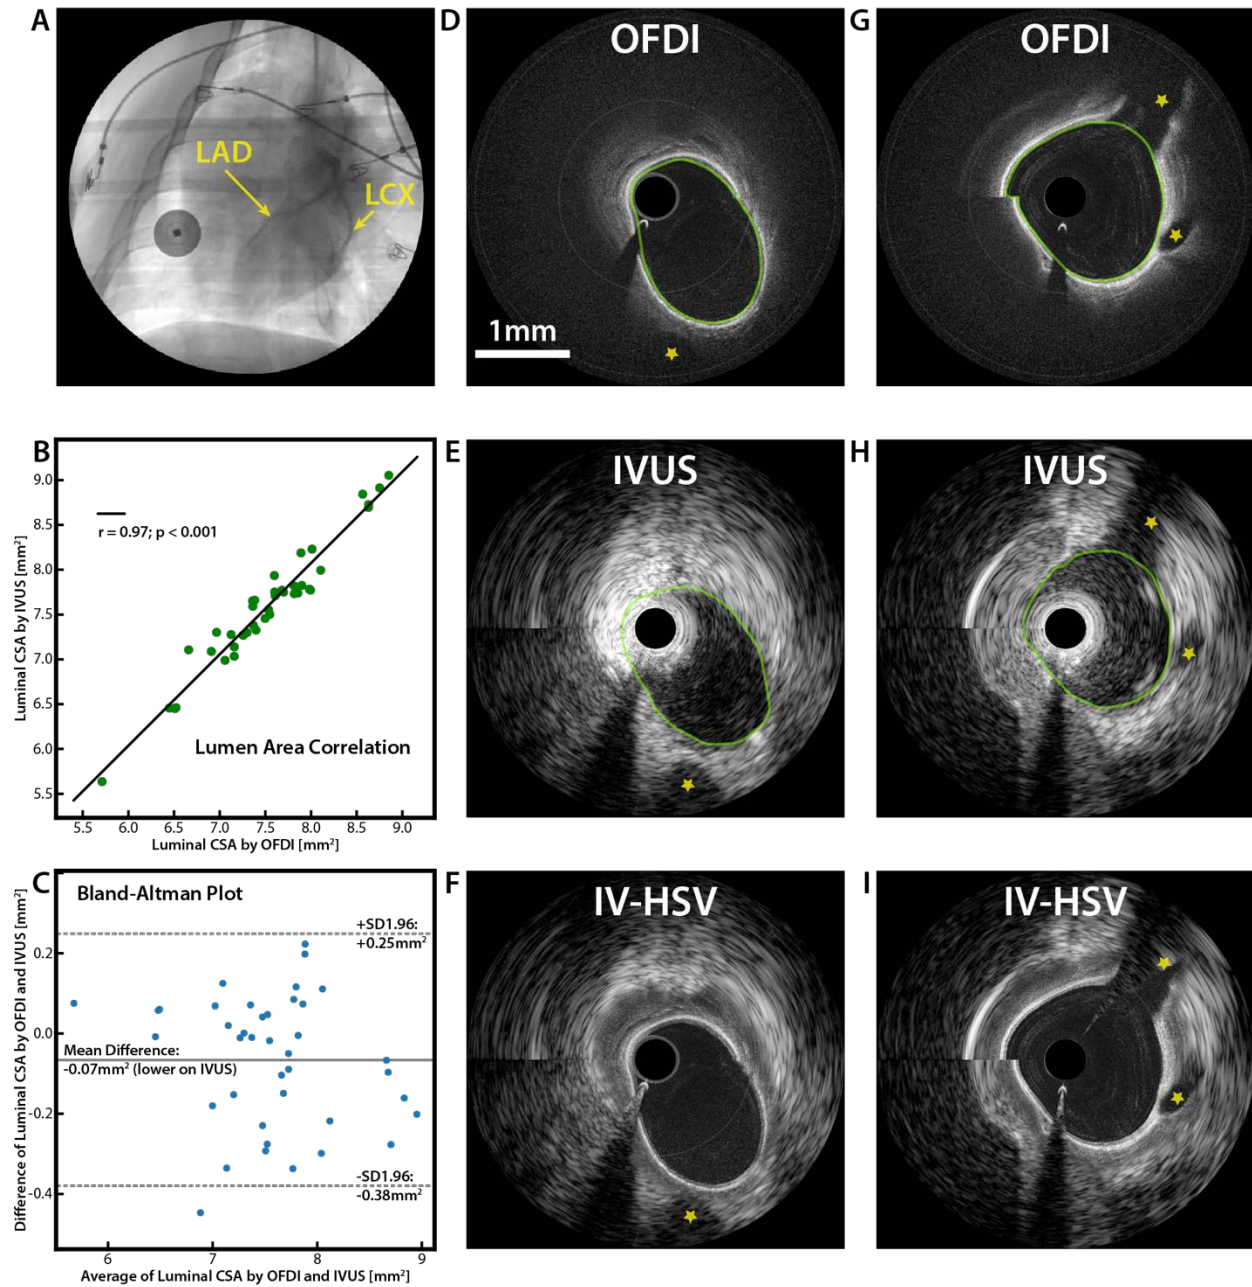 A
LAD
LCX
D
OFDI
1mm
G
OFDI
B
9.0
8.5
8.0
7.5
7.0
6.5
6.0
5.5
Luminal CSA by IVUS [mm²]
r = 0.97; p < 0.001
Lumen Area Correlation
5.5 6.0 6.5 7.0 7.5 8.0 8.5 9.0
Luminal CSA by OFDI [mm²]
E
IVUS
H
IVUS
C
Bland-Altman Plot
+SD1.96:
+0.25mm²
0.2
0.0
-0.2
-0.4
Difference of Luminal CSA by OFDI and IVUS [mm²]
Mean Difference:
-0.07mm² (lower on IVUS)
-SD1.96:
-0.38mm²
6 7 8 9
Average of Luminal CSA by OFDI and IVUS [mm²]
F
IV-HSV
I
IV-HSV